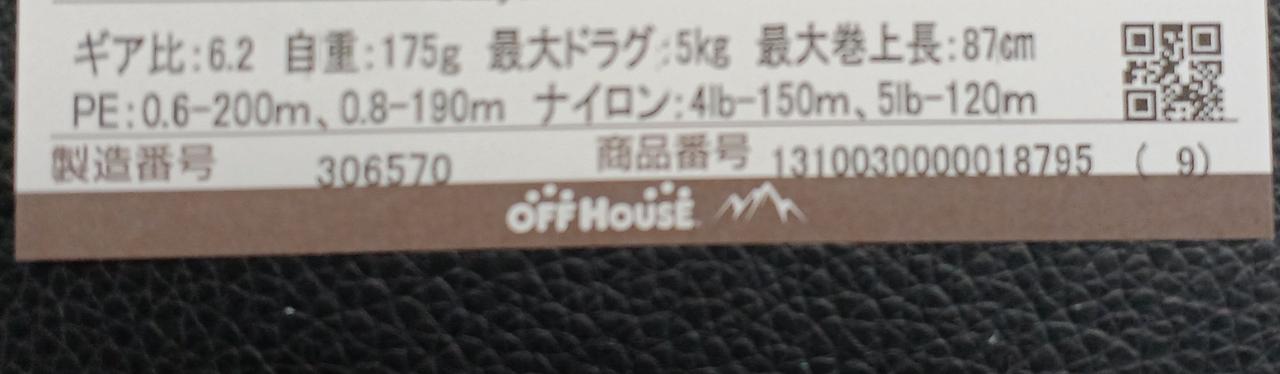 ギア比:6.2 自重:175g 最大ドラグ:5kg 最大巻上長:87cm
PE:0.6-200m、0.8-190m ナイロン:4lb-150m、5lb-120m
製造番号 306570 商品番号 1310030000018795 ( 9)
OFFHOUSE